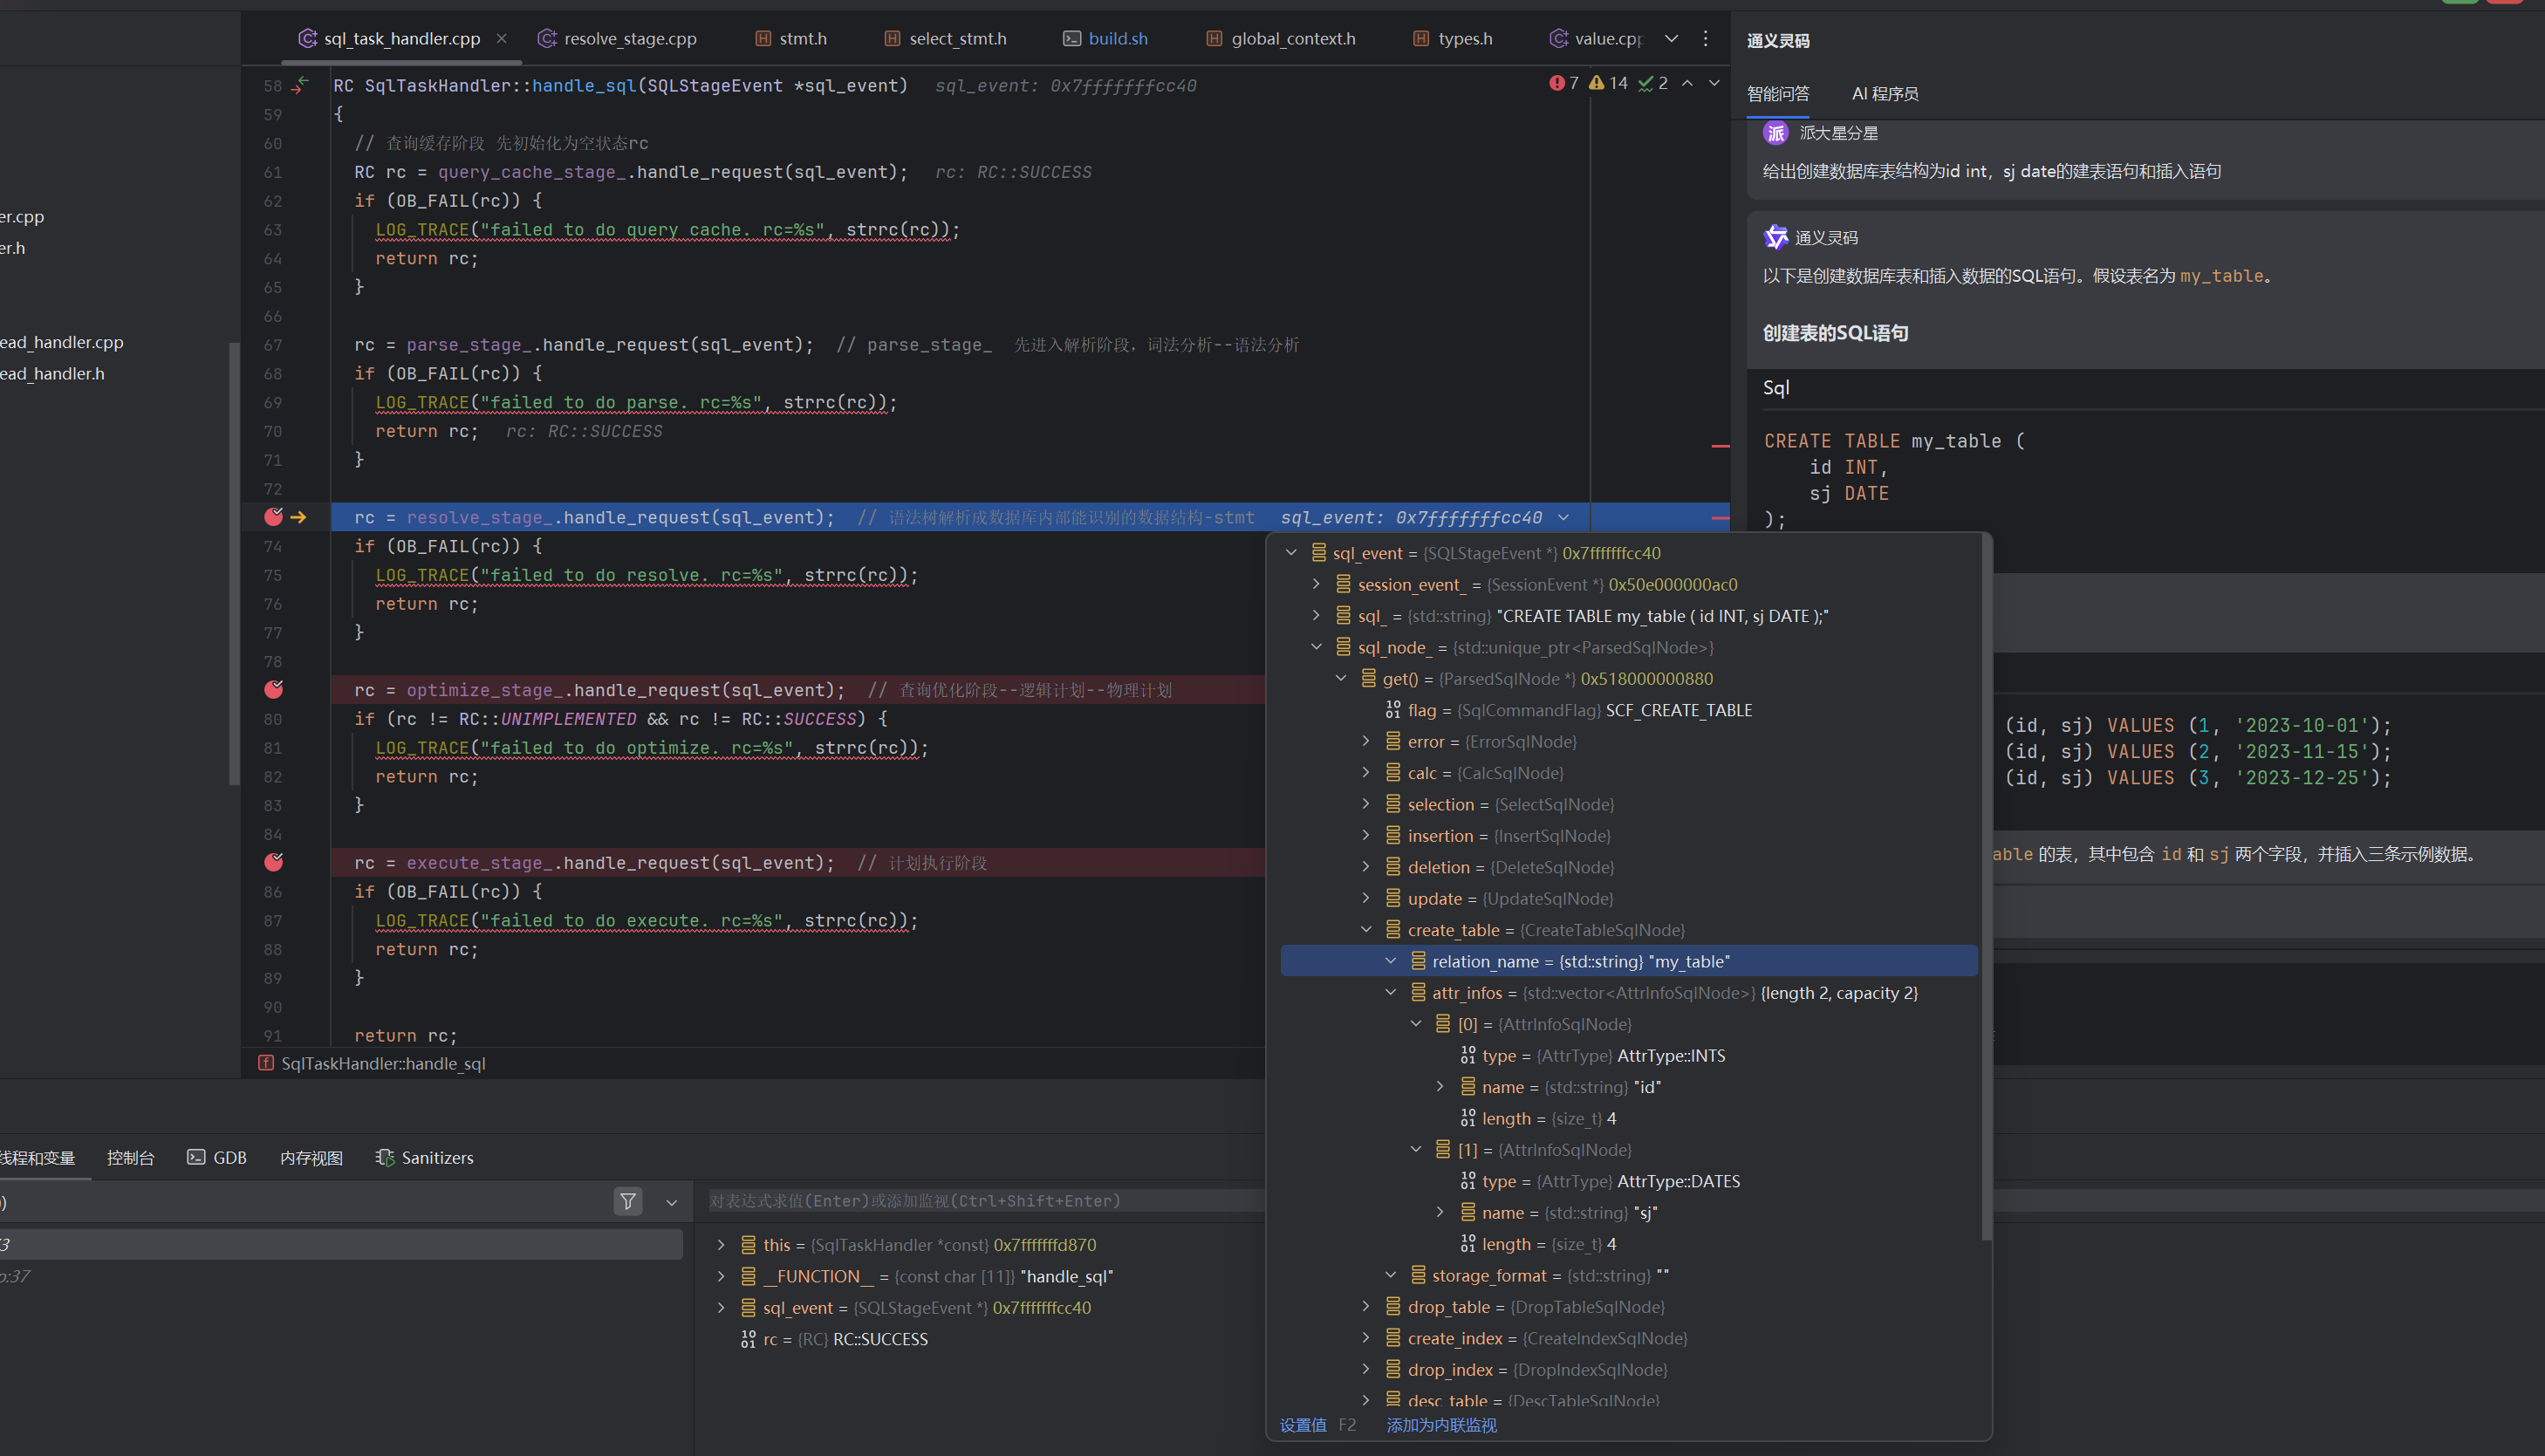 sql_task_handler.cpp
resolve_stage.cpp
stmt.h
select_stmt.h
build.sh
global_context.h
types.h
value.cpp
er.cpp
er.h
ead_handler.cpp
ead_handler.h
7 14 2
58 RC SqlTaskHandler::handle_sql(SQLStageEvent *sql_event) sql_event: 0x7fffffffcc40
59 {
60 // 查询缓存阶段 先初始化为空状态rc
61 RC rc = query_cache_stage_.handle_request(sql_event); rc: RC::SUCCESS
62 if (OB_FAIL(rc)) {
63 LOG_TRACE("failed to do query cache. rc=%s", strrc(rc));
64 return rc;
65 }
66
67 rc = parse_stage_.handle_request(sql_event); // parse_stage_ 先进入解析阶段，词法分析--语法分析
68 if (OB_FAIL(rc)) {
69 LOG_TRACE("failed to do parse. rc=%s", strrc(rc));
70 return rc; rc: RC::SUCCESS
71 }
72
rc = resolve_stage_.handle_request(sql_event); // 语法树解析成数据库内部能识别的数据结构-stmt sql_event: 0x7fffffffcc40
74 if (OB_FAIL(rc)) {
75 LOG_TRACE("failed to do resolve. rc=%s", strrc(rc));
76 return rc;
77 }
78
rc = optimize_stage_.handle_request(sql_event); // 查询优化阶段--逻辑计划--物理计划
80 if (rc != RC::UNIMPLEMENTED && rc != RC::SUCCESS) {
81 LOG_TRACE("failed to do optimize. rc=%s", strrc(rc));
82 return rc;
83 }
84
rc = execute_stage_.handle_request(sql_event); // 计划执行阶段
86 if (OB_FAIL(rc)) {
87 LOG_TRACE("failed to do execute. rc=%s", strrc(rc));
88 return rc;
89 }
90
91 return rc;
SqlTaskHandler::handle_sql
通义灵码
智能问答 AI 程序员
派 派大星分星
给出创建数据库表结构为id int，sj date的建表语句和插入语句
通义灵码
以下是创建数据库表和插入数据的SQL语句。假设表名为 my_table。
创建表的SQL语句
Sql
CREATE TABLE my_table (
id INT,
sj DATE
);
(id, sj) VALUES (1, '2023-10-01');
(id, sj) VALUES (2, '2023-11-15');
(id, sj) VALUES (3, '2023-12-25');
able 的表，其中包含 id 和 sj 两个字段，并插入三条示例数据。
sql_event = {SQLStageEvent *} 0x7fffffffcc40
session_event_ = {SessionEvent *} 0x50e000000ac0
sql_ = {std::string} "CREATE TABLE my_table ( id INT, sj DATE );"
sql_node_ = {std::unique_ptr<ParsedSqlNode>}
get() = {ParsedSqlNode *} 0x518000000880
flag = {SqlCommandFlag} SCF_CREATE_TABLE
error = {ErrorSqlNode}
calc = {CalcSqlNode}
selection = {SelectSqlNode}
insertion = {InsertSqlNode}
deletion = {DeleteSqlNode}
update = {UpdateSqlNode}
create_table = {CreateTableSqlNode}
relation_name = {std::string} "my_table"
attr_infos = {std::vector<AttrInfoSqlNode>} {length 2, capacity 2}
[0] = {AttrInfoSqlNode}
type = {AttrType} AttrType::INTS
name = {std::string} "id"
length = {size_t} 4
[1] = {AttrInfoSqlNode}
type = {AttrType} AttrType::DATES
name = {std::string} "sj"
length = {size_t} 4
storage_format = {std::string} ""
drop_table = {DropTableSqlNode}
create_index = {CreateIndexSqlNode}
drop_index = {DropIndexSqlNode}
desc_table = {DescTableSqlNode}
设置值 F2 添加为内联监视
线程和变量 控制台 GDB 内存视图 Sanitizers
对表达式求值(Enter)或添加监视(Ctrl+Shift+Enter)
3
p:37
this = {SqlTaskHandler *const} 0x7fffffffd870
__FUNCTION__ = {const char [11]} "handle_sql"
sql_event = {SQLStageEvent *} 0x7fffffffcc40
rc = {RC} RC::SUCCESS